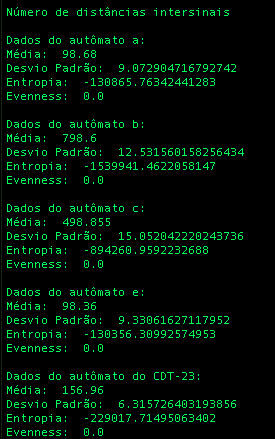 Número de distâncias intersinais
Dados do autômato a:
Média:  98.68
Desvio Padrão:  9.072904716792742
Entropia:  -130865.76342441283
Evenness:  0.0
Dados do autômato b:
Média:  798.6
Desvio Padrão:  12.531560158256434
Entropia:  -1539941.4622058147
Evenness:  0.0
Dados do autômato c:
Média:  498.855
Desvio Padrão:  15.052042220243736
Entropia:  -894260.9592232688
Evenness:  0.0
Dados do autômato e:
Média:  98.36
Desvio Padrão:  9.33061627117952
Entropia:  -130356.30992574953
Evenness:  0.0
Dados do autômato do CDT-23:
Média:  156.96
Desvio Padrão:  6.315726403193856
Entropia:  -229017.71495063402
Evenness:  0.0